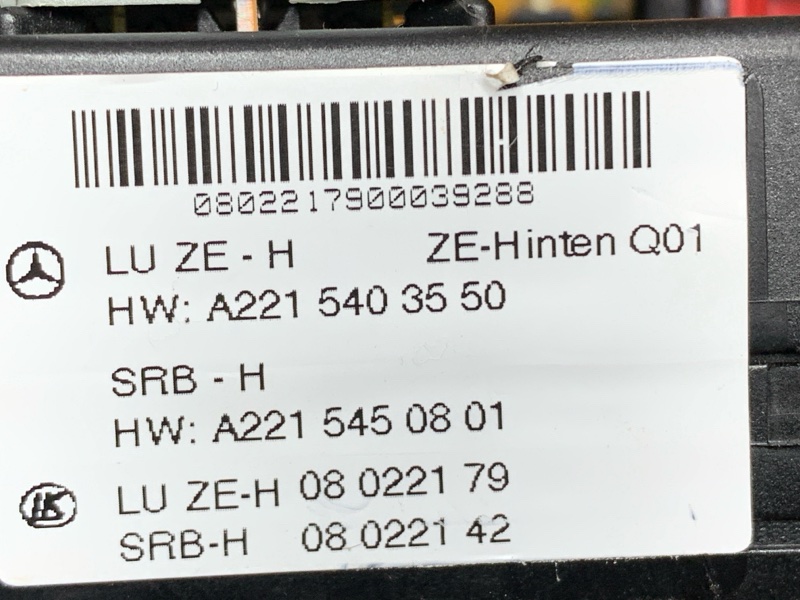 0802217900039288
LU ZE - H ZE-Hinten Q01
HW: A221 540 35 50
SRB - H
HW: A221 545 08 01
LU ZE-H 08 0221 79
SRB-H 08 0221 42